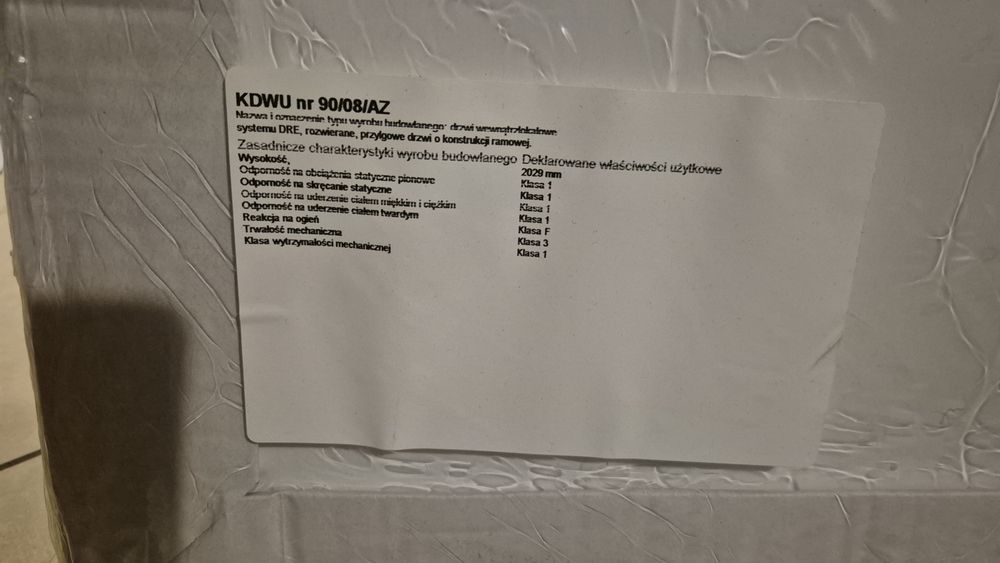 KDWU nr 90/08/AZ
Nazwa i oznaczenie typu wyrobu budowlanego: drzwi wewnątrzlokalowe
systemu DRE, rozwierane, przylgowe drzwi o konstrukcji ramowej.
Zasadnicze charakterystyki wyrobu budowlanego Deklarowane właściwości użytkowe
Wysokość, 2029 mm
Odporność na obciążenia statyczne pionowe Klasa 1
Odporność na skręcanie statyczne Klasa 1
Odporność na uderzenie ciałem miękkim i ciężkim Klasa 1
Odporność na uderzenie ciałem twardym Klasa 1
Reakcja na ogień Klasa F
Trwałość mechaniczna Klasa 3
Klasa wytrzymałości mechanicznej Klasa 1